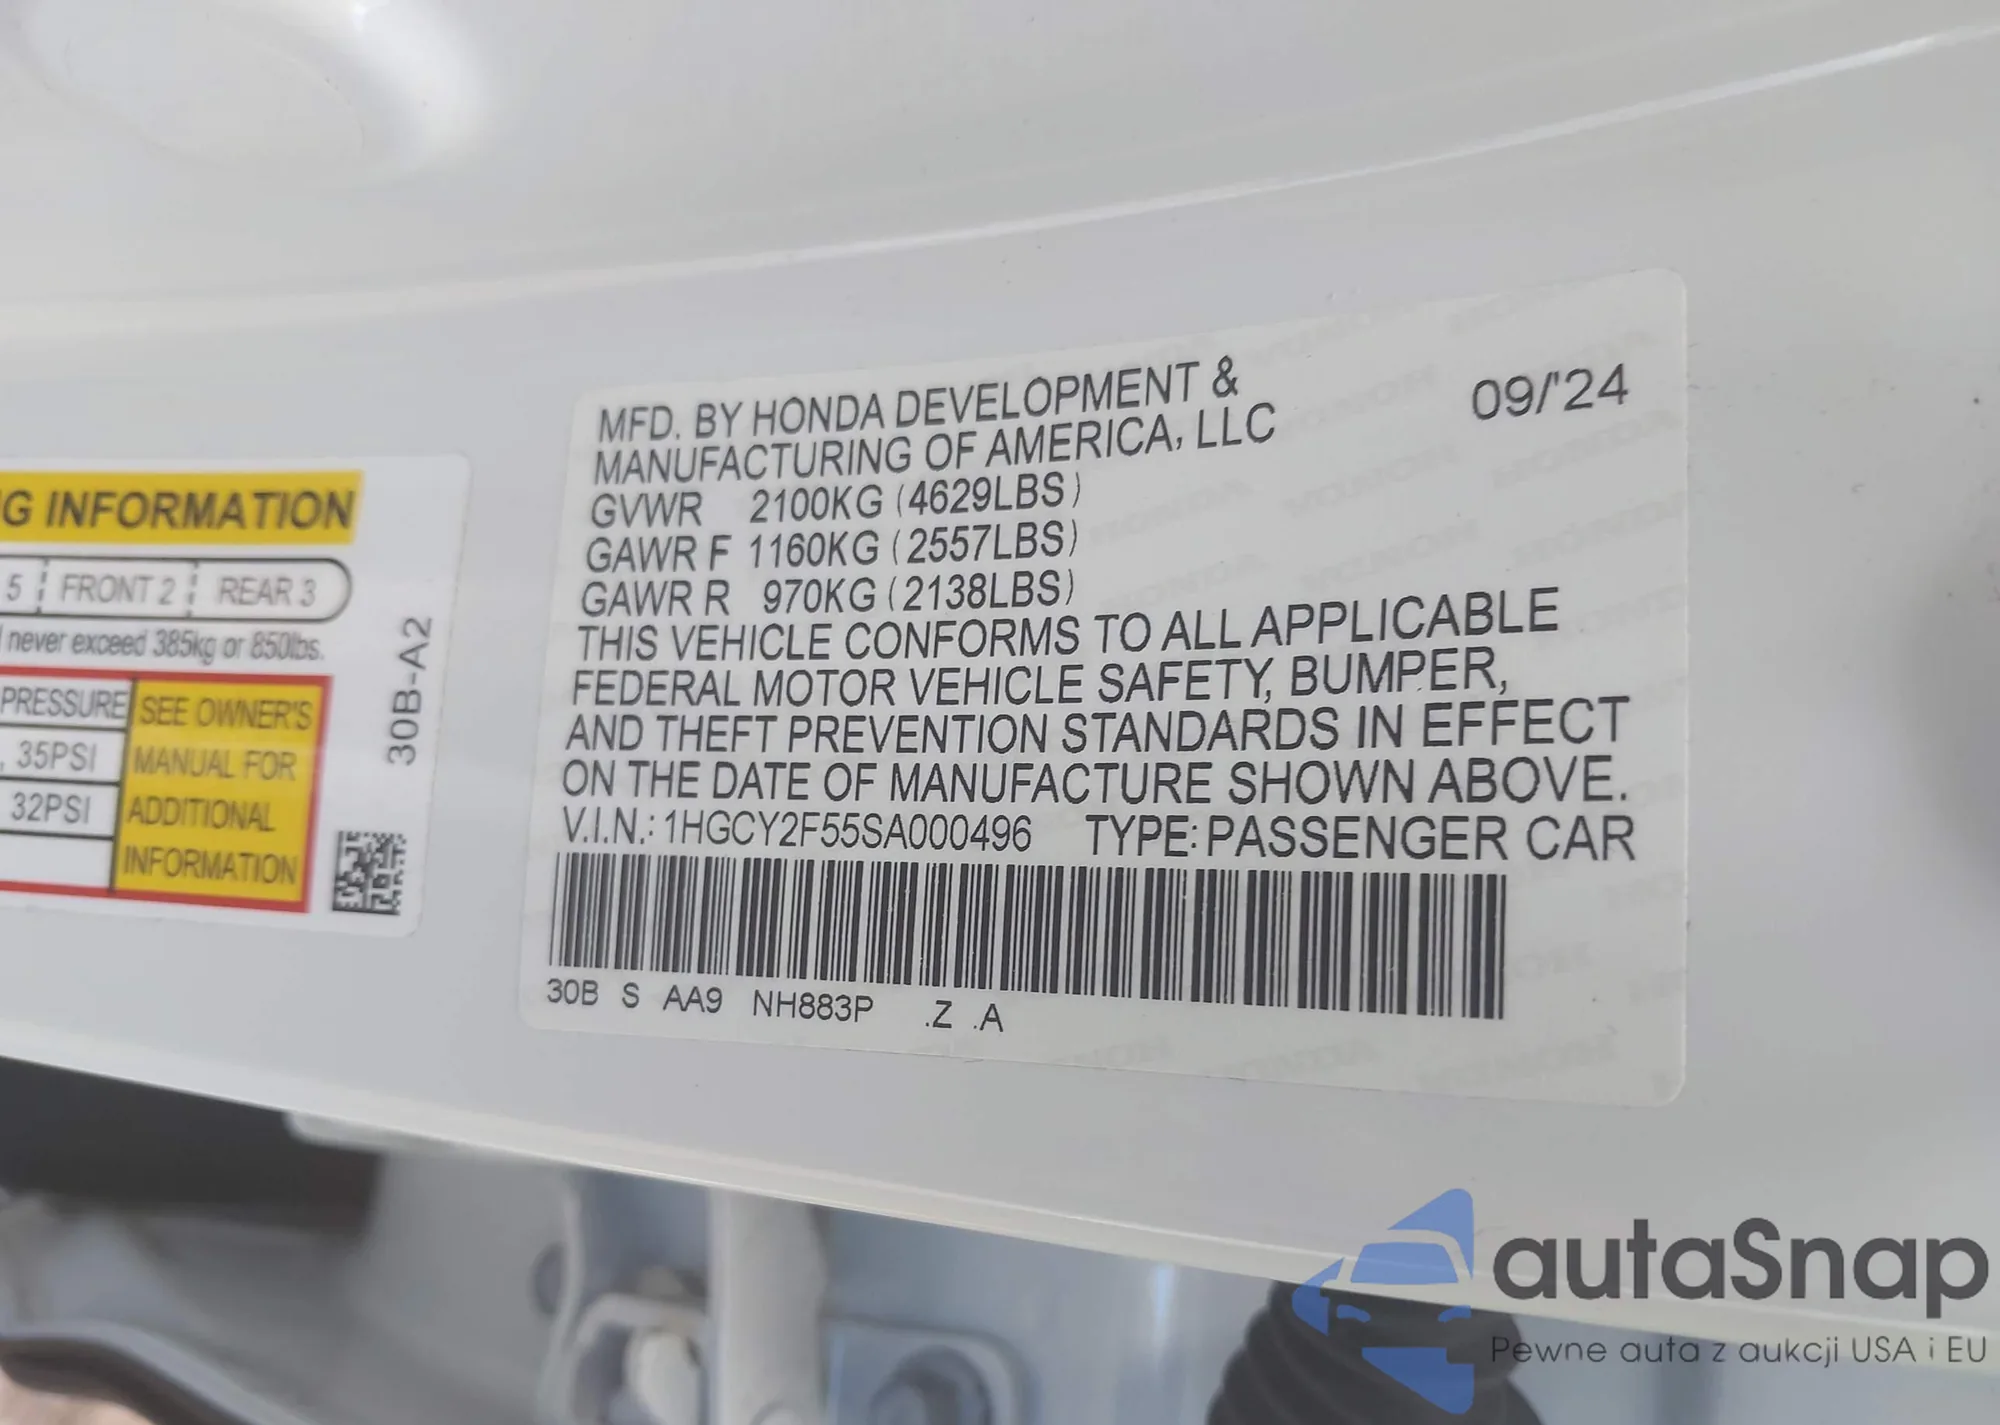 G INFORMATION
5 FRONT 2 REAR 3
never exceed 385kg or 850lbs.
PRESSURE
35PSI
32PSI
SEE OWNER'S
MANUAL FOR
ADDITIONAL
INFORMATION
30B-A2
MFD. BY HONDA DEVELOPMENT &
MANUFACTURING OF AMERICA, LLC
09/'24
GVWR 2100KG (4629LBS)
GAWR F 1160KG (2557LBS)
GAWR R 970KG (2138LBS)
THIS VEHICLE CONFORMS TO ALL APPLICABLE
FEDERAL MOTOR VEHICLE SAFETY, BUMPER,
AND THEFT PREVENTION STANDARDS IN EFFECT
ON THE DATE OF MANUFACTURE SHOWN ABOVE.
V.I.N.: 1HGCY2F55SA000496 TYPE: PASSENGER CAR
30B S AA9 NH883P .Z .A
autaSnap
Pewne auta z aukcji USA i EU